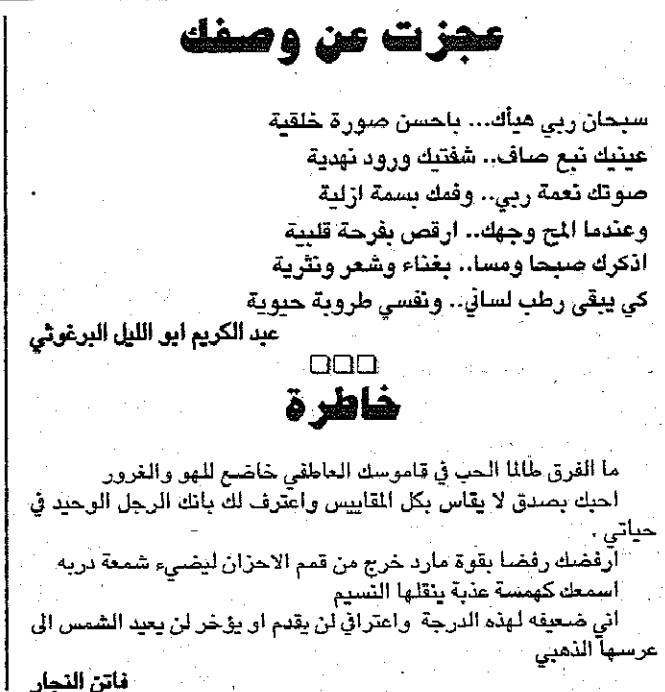 عجزت عن وصفك
سبحان ربي هيأك... باحسن صورة خلقية
عينيك نبع صاف.. شفتيك ورود نهدية
صوتك نعمة ربي.. وفمك بسمة ازلية
وعندما المح وجهك.. ارقص بفرحة قلبية
اذكرك صبحا ومسا.. بغناء وشعر ونثرية
كي يبقى رطب لساني.. ونفسي طروبة حيوية
عبد الكريم ابو الليل البرغوثي
خاطرة
ما الفرق طالما الحب في قاموسك العاطفي خاضع للهو والغرور
احبك بصدق لا يقاس بكل المقاييس واعترف لك بانك الرجل الوحيد في
حياتي .
ارفضك رفضا بقوة مارد خرج من قمم الاحزان ليضيء شمعة دربه
اسمعك كهمسة عذبة ينقلها النسيم
اني ضعيفه لهذه الدرجة واعترافي لن يقدم او يؤخر لن يعيد الشمس الى
عرسها الذهبي
فاتن النجار